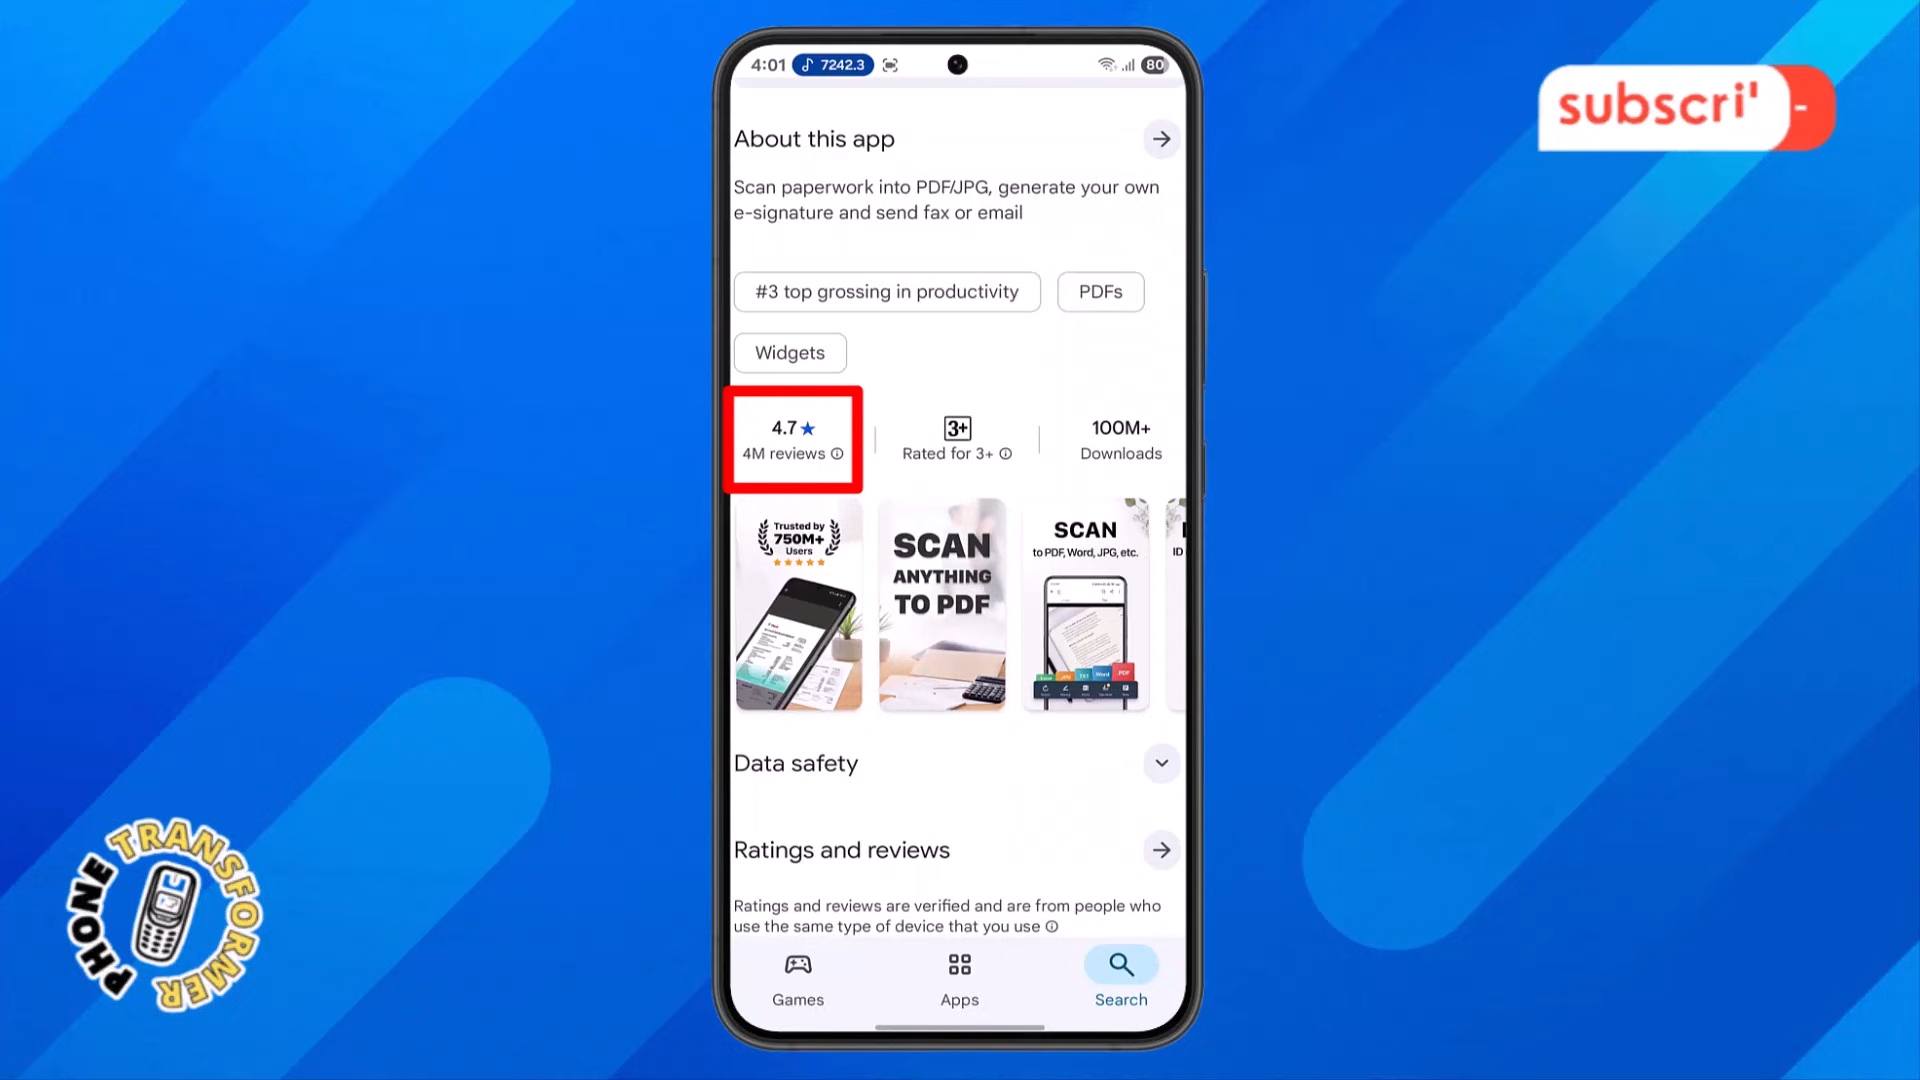 4:01 7242.3 80
subscri
About this app
Scan paperwork into PDF/JPG, generate your own
e-signature and send fax or email
#3 top grossing in productivity
PDFs
Widgets
4.7★
4M reviews
3+
Rated for 3+
100M+
Downloads
Trusted by
750M+
Users
SCAN
ANYTHING
TO PDF
SCAN
to PDF, Word, JPG, etc.
TXT Word PDF
ID
Data safety
Ratings and reviews
Ratings and reviews are verified and are from people who
use the same type of device that you use
Games
Apps
Search
PHONE TRANSFORMER